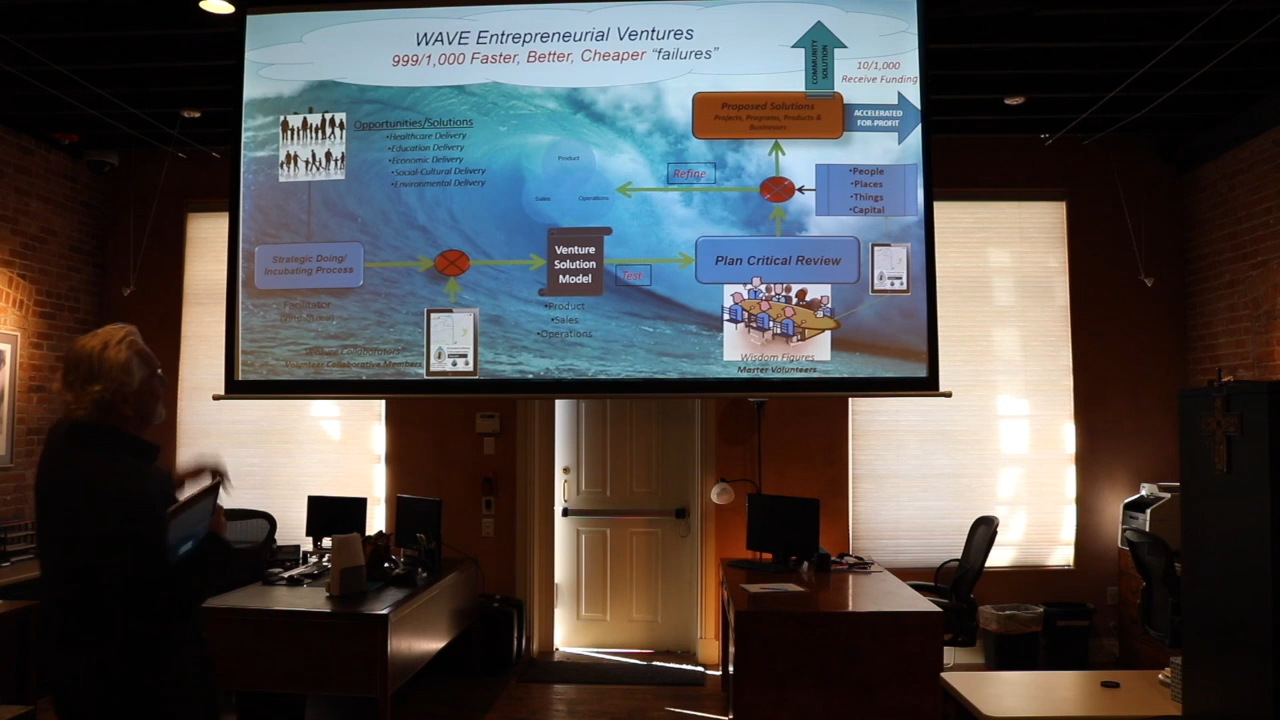 WAVE Entrepreneurial Ventures
999/1,000 Faster, Better, Cheaper “failures”
COMMUNITY
SOLUTION
10/1,000
Receive Funding
Proposed Solutions
Projects, Programs, Products &
Businesses
ACCELERATED
FOR-PROFIT
Opportunities/Solutions
•Healthcare Delivery
•Education Delivery
•Economic Delivery
•Social-Cultural Delivery
•Environmental Delivery
Product
Sales
Operations
Refine
•People
•Places
•Things
•Capital
Strategic Doing/
Incubating Process
Venture
Solution
Model
Test
Plan Critical Review
Facilitator
•Product
•Sales
•Operations
Venture Collaborators
Volunteer Collaborative Members
Wisdom Figures
Master Volunteers